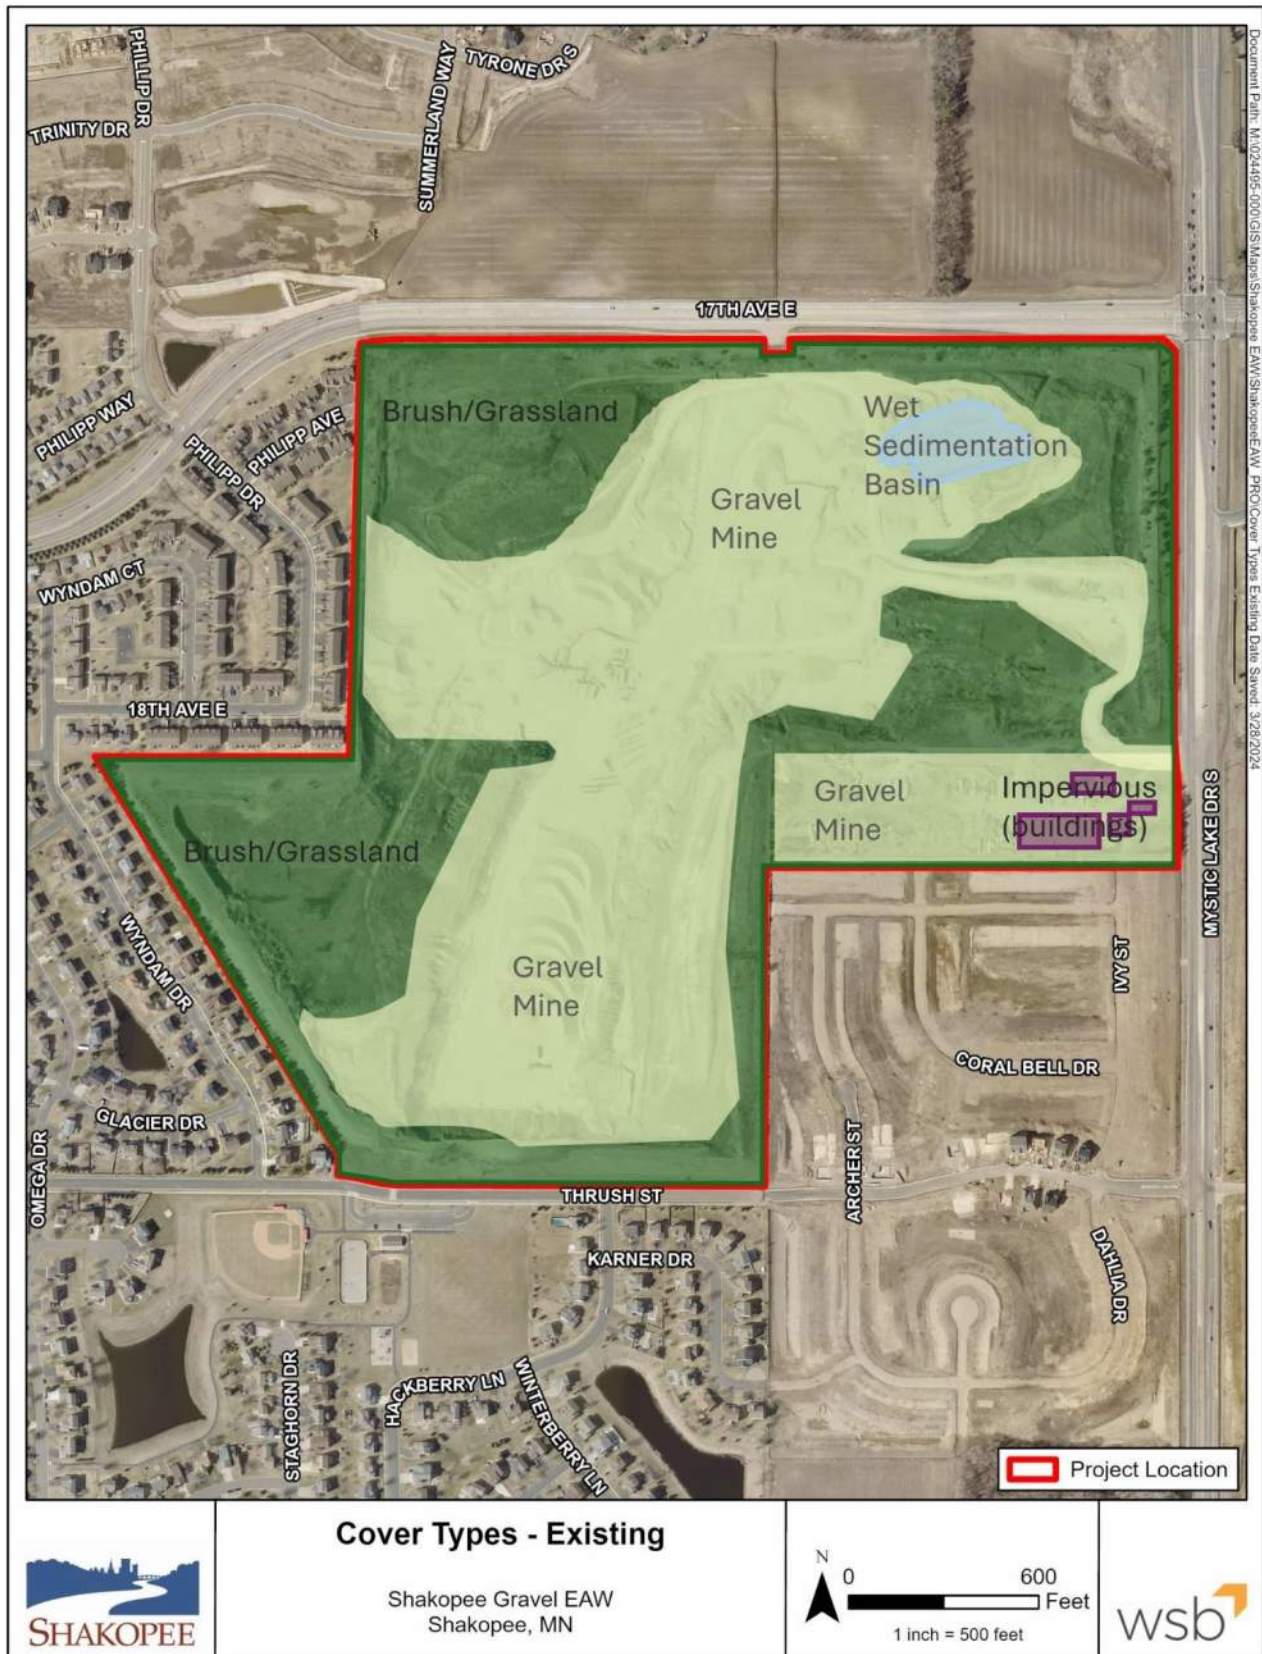 Document Path: M:\024495-000\GIS\Maps\Shakopee EAW\ShakopeeEAW_PRO\Cover Types Existing Date Saved: 3/28/2024
PHILLIP DR
TRINITY DR
SUMMERLAND WAY
TYRONE DR S
17TH AVE E
PHILIPP WAY
PHILIPP AVE
PHILIPP DR
Brush/Grassland
Wet
Sedimentation
Basin
Gravel
Mine
WYNDAM CT
18TH AVE E
Gravel
Mine
Impervious
(buildings)
Brush/Grassland
MYSTIC LAKE DR S
WYNDAM DR
Gravel
Mine
IVY ST
CORAL BELL DR
GLACIER DR
OMEGA DR
ARCHER ST
THRUSH ST
KARNER DR
DAHLIA DR
STAGHORN DR
HACKBERRY LN
WINTERBERRY LN
Project Location
SHAKOPEE
Cover Types - Existing
Shakopee Gravel EAW
Shakopee, MN
N
0 600
Feet
1 inch = 500 feet
wsb